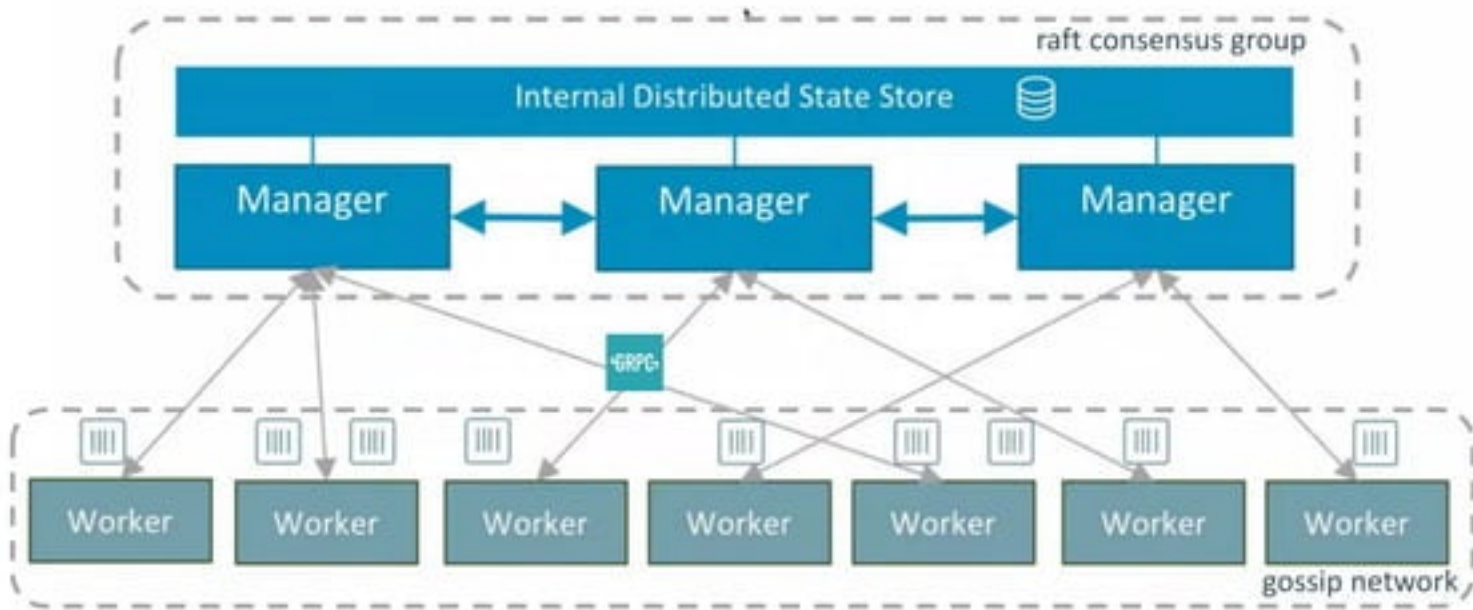 raft consensus group
Internal Distributed State Store
Manager
Manager
Manager
GRPC
Worker
Worker
Worker
Worker
Worker
Worker
Worker
gossip network